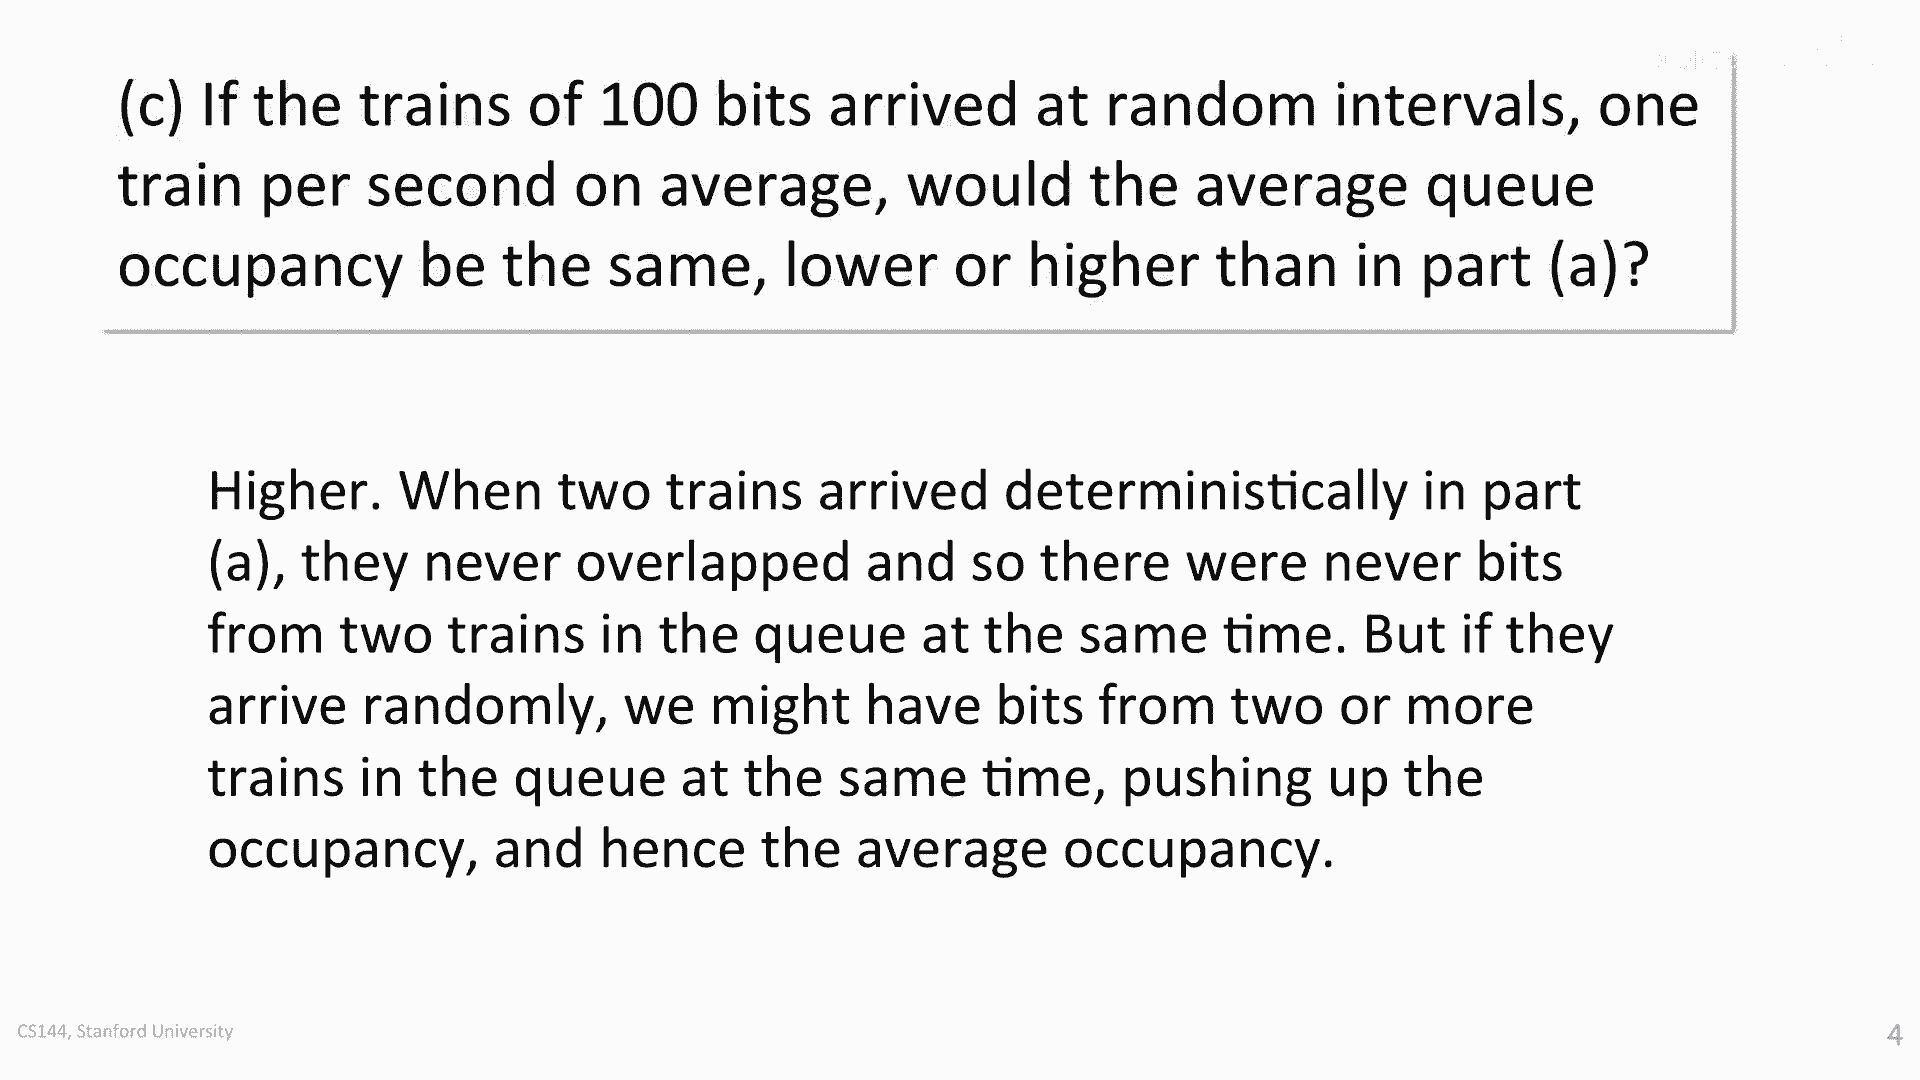 (c) If the trains of 100 bits arrived at random intervals, one
train per second on average, would the average queue
occupancy be the same, lower or higher than in part (a)?
Higher. When two trains arrived deterministically in part
(a), they never overlapped and so there were never bits
from two trains in the queue at the same time. But if they
arrive randomly, we might have bits from two or more
trains in the queue at the same time, pushing up the
occupancy, and hence the average occupancy.
CS144, Stanford University
4